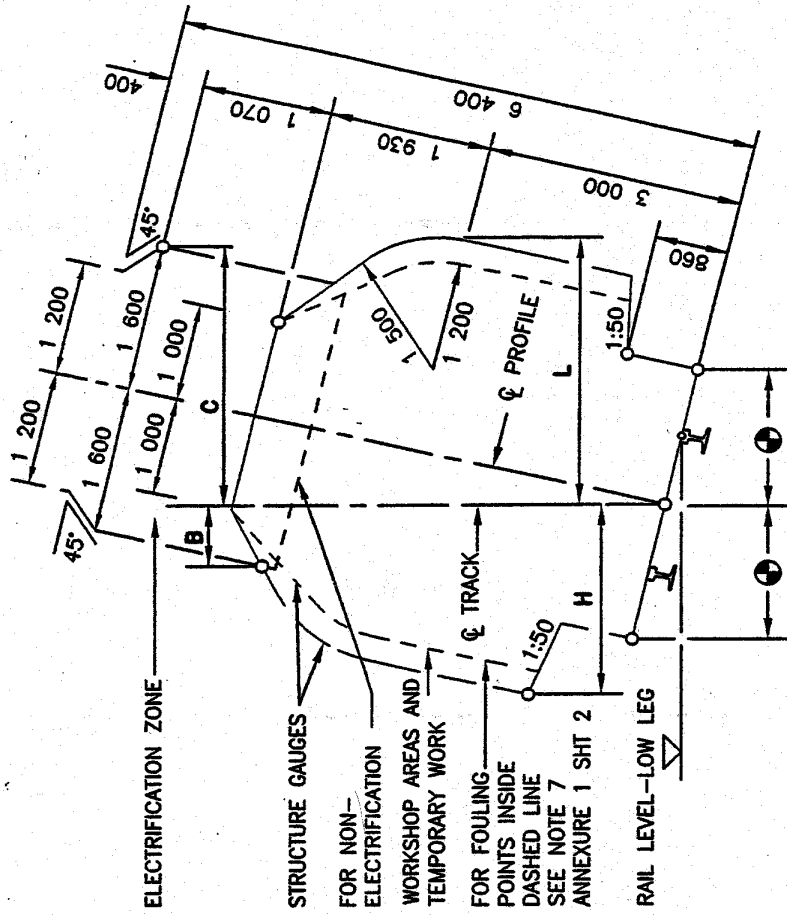 400
45°
1 200
1 200
1 600
1 600
1 000
1 000
45°
1 070
1 930
3 000
6 400
860
C
B
1 500
1 200
L
H
℄ PROFILE
℄ TRACK
1:50
1:50
ELECTRIFICATION ZONE
STRUCTURE GAUGES
FOR NON-
ELECTRIFICATION
WORKSHOP AREAS AND
TEMPORARY WORK
FOR FOULING
POINTS INSIDE
DASHED LINE
SEE NOTE 7
ANNEXURE 1 SHT 2
RAIL LEVEL-LOW LEG